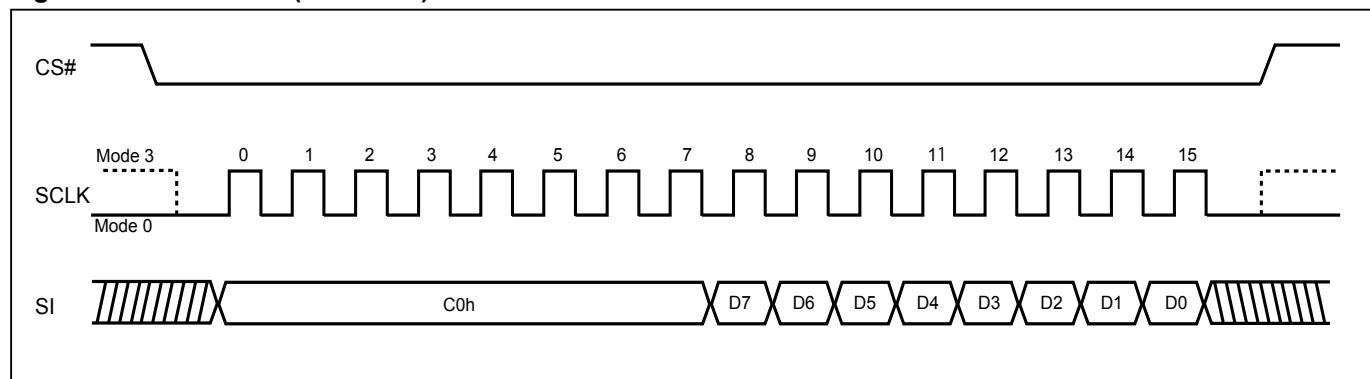 CS#
Mode 3 0 1 2 3 4 5 6 7 8 9 10 11 12 13 14 15
SCLK
Mode 0
SI C0h D7 D6 D5 D4 D3 D2 D1 D0